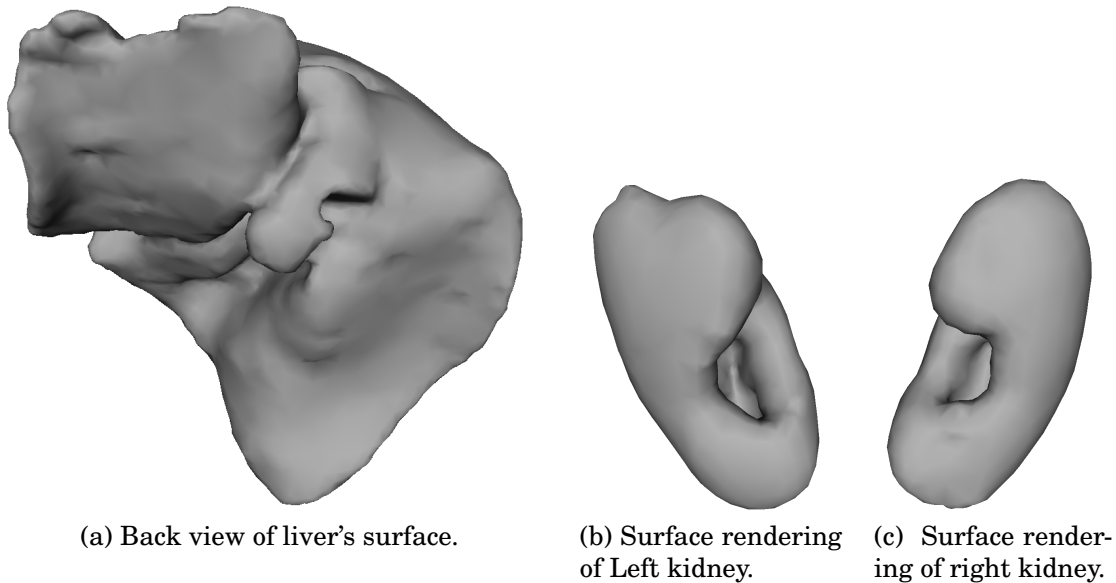 (a) Back view of liver's surface.
(b) Surface rendering
of Left kidney.
(c) Surface render-
ing of right kidney.